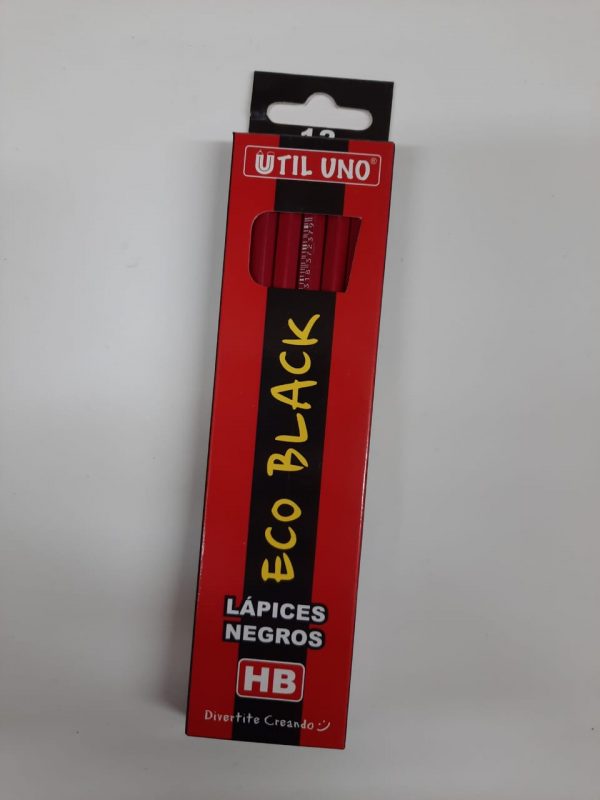 ÚTIL UNO®
ECO BLACK
LÁPICES
NEGROS
HB
Divertite Creando :)